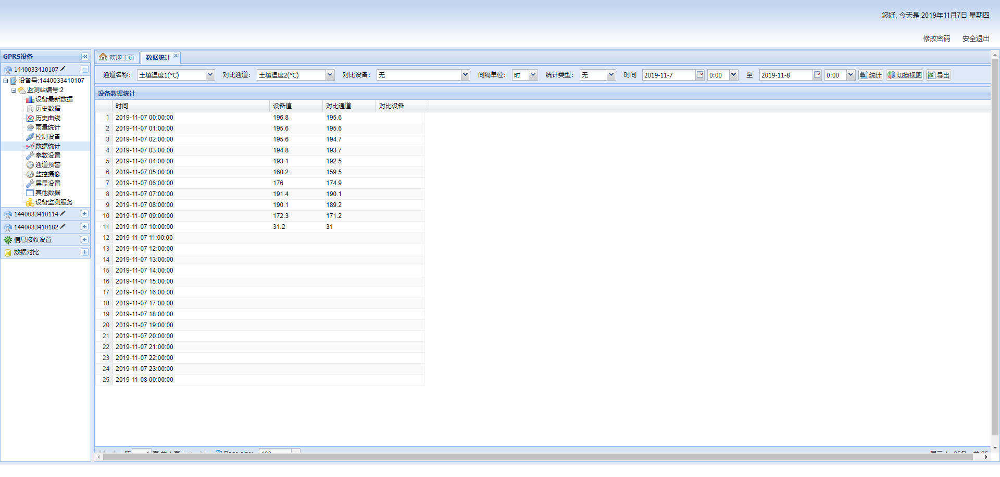 您好, 今天是 2019年11月7日 星期四
修改密码 安全退出
GPRS设备
1440033410107
设备号:1440033410107
监测站编号:2
设备最新数据
历史数据
历史曲线
雨量统计
控制设备
数据统计
参数设置
通道预警
监控摄像
屏显设置
其他数据
设备监测服务
1440033410114
1440033410182
信息接收设置
数据对比
欢迎主页 数据统计
通道名称: 土壤温度1(℃) 对比通道: 土壤温度2(℃) 对比设备: 无 间隔单位: 时 统计类型: 无 时间 2019-11-7 0:00 至 2019-11-8 0:00 统计 切换视图 导出
设备数据统计
时间 设备值 对比通道 对比设备
1 2019-11-07 00:00:00 196.8 195.6
2 2019-11-07 01:00:00 195.6 195.6
3 2019-11-07 02:00:00 195.6 194.7
4 2019-11-07 03:00:00 194.8 193.7
5 2019-11-07 04:00:00 193.1 192.5
6 2019-11-07 05:00:00 160.2 159.5
7 2019-11-07 06:00:00 176 174.9
8 2019-11-07 07:00:00 191.4 190.1
9 2019-11-07 08:00:00 190.1 189.2
10 2019-11-07 09:00:00 172.3 171.2
11 2019-11-07 10:00:00 31.2 31
12 2019-11-07 11:00:00
13 2019-11-07 12:00:00
14 2019-11-07 13:00:00
15 2019-11-07 14:00:00
16 2019-11-07 15:00:00
17 2019-11-07 16:00:00
18 2019-11-07 17:00:00
19 2019-11-07 18:00:00
20 2019-11-07 19:00:00
21 2019-11-07 20:00:00
22 2019-11-07 21:00:00
23 2019-11-07 22:00:00
24 2019-11-07 23:00:00
25 2019-11-08 00:00:00